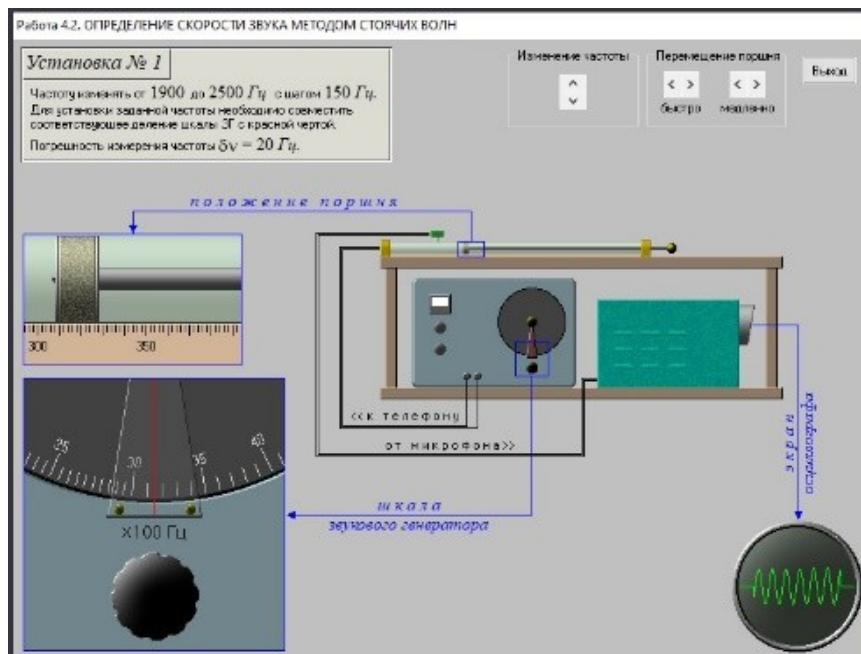 Работа 4.2. ОПРЕДЕЛЕНИЕ СКОРОСТИ ЗВУКА МЕТОДОМ СТОЯЧИХ ВОЛН
Установка № 1
Частоту изменять от 1900 до 2500 Гц с шагом 150 Гц.
Для установки заданной частоты необходимо совместить
соответствующее деление шкалы ЗГ с красной чертой.
Погрешность измерения частоты δν = 20 Гц.
Изменение частоты
Перемещение поршня
быстро
медленно
Выход
положение поршня
300
350
<<к телефону
от микрофона>>
экран
осциллографа
шкала
звукового генератора
25
30
35
40
x100 Гц